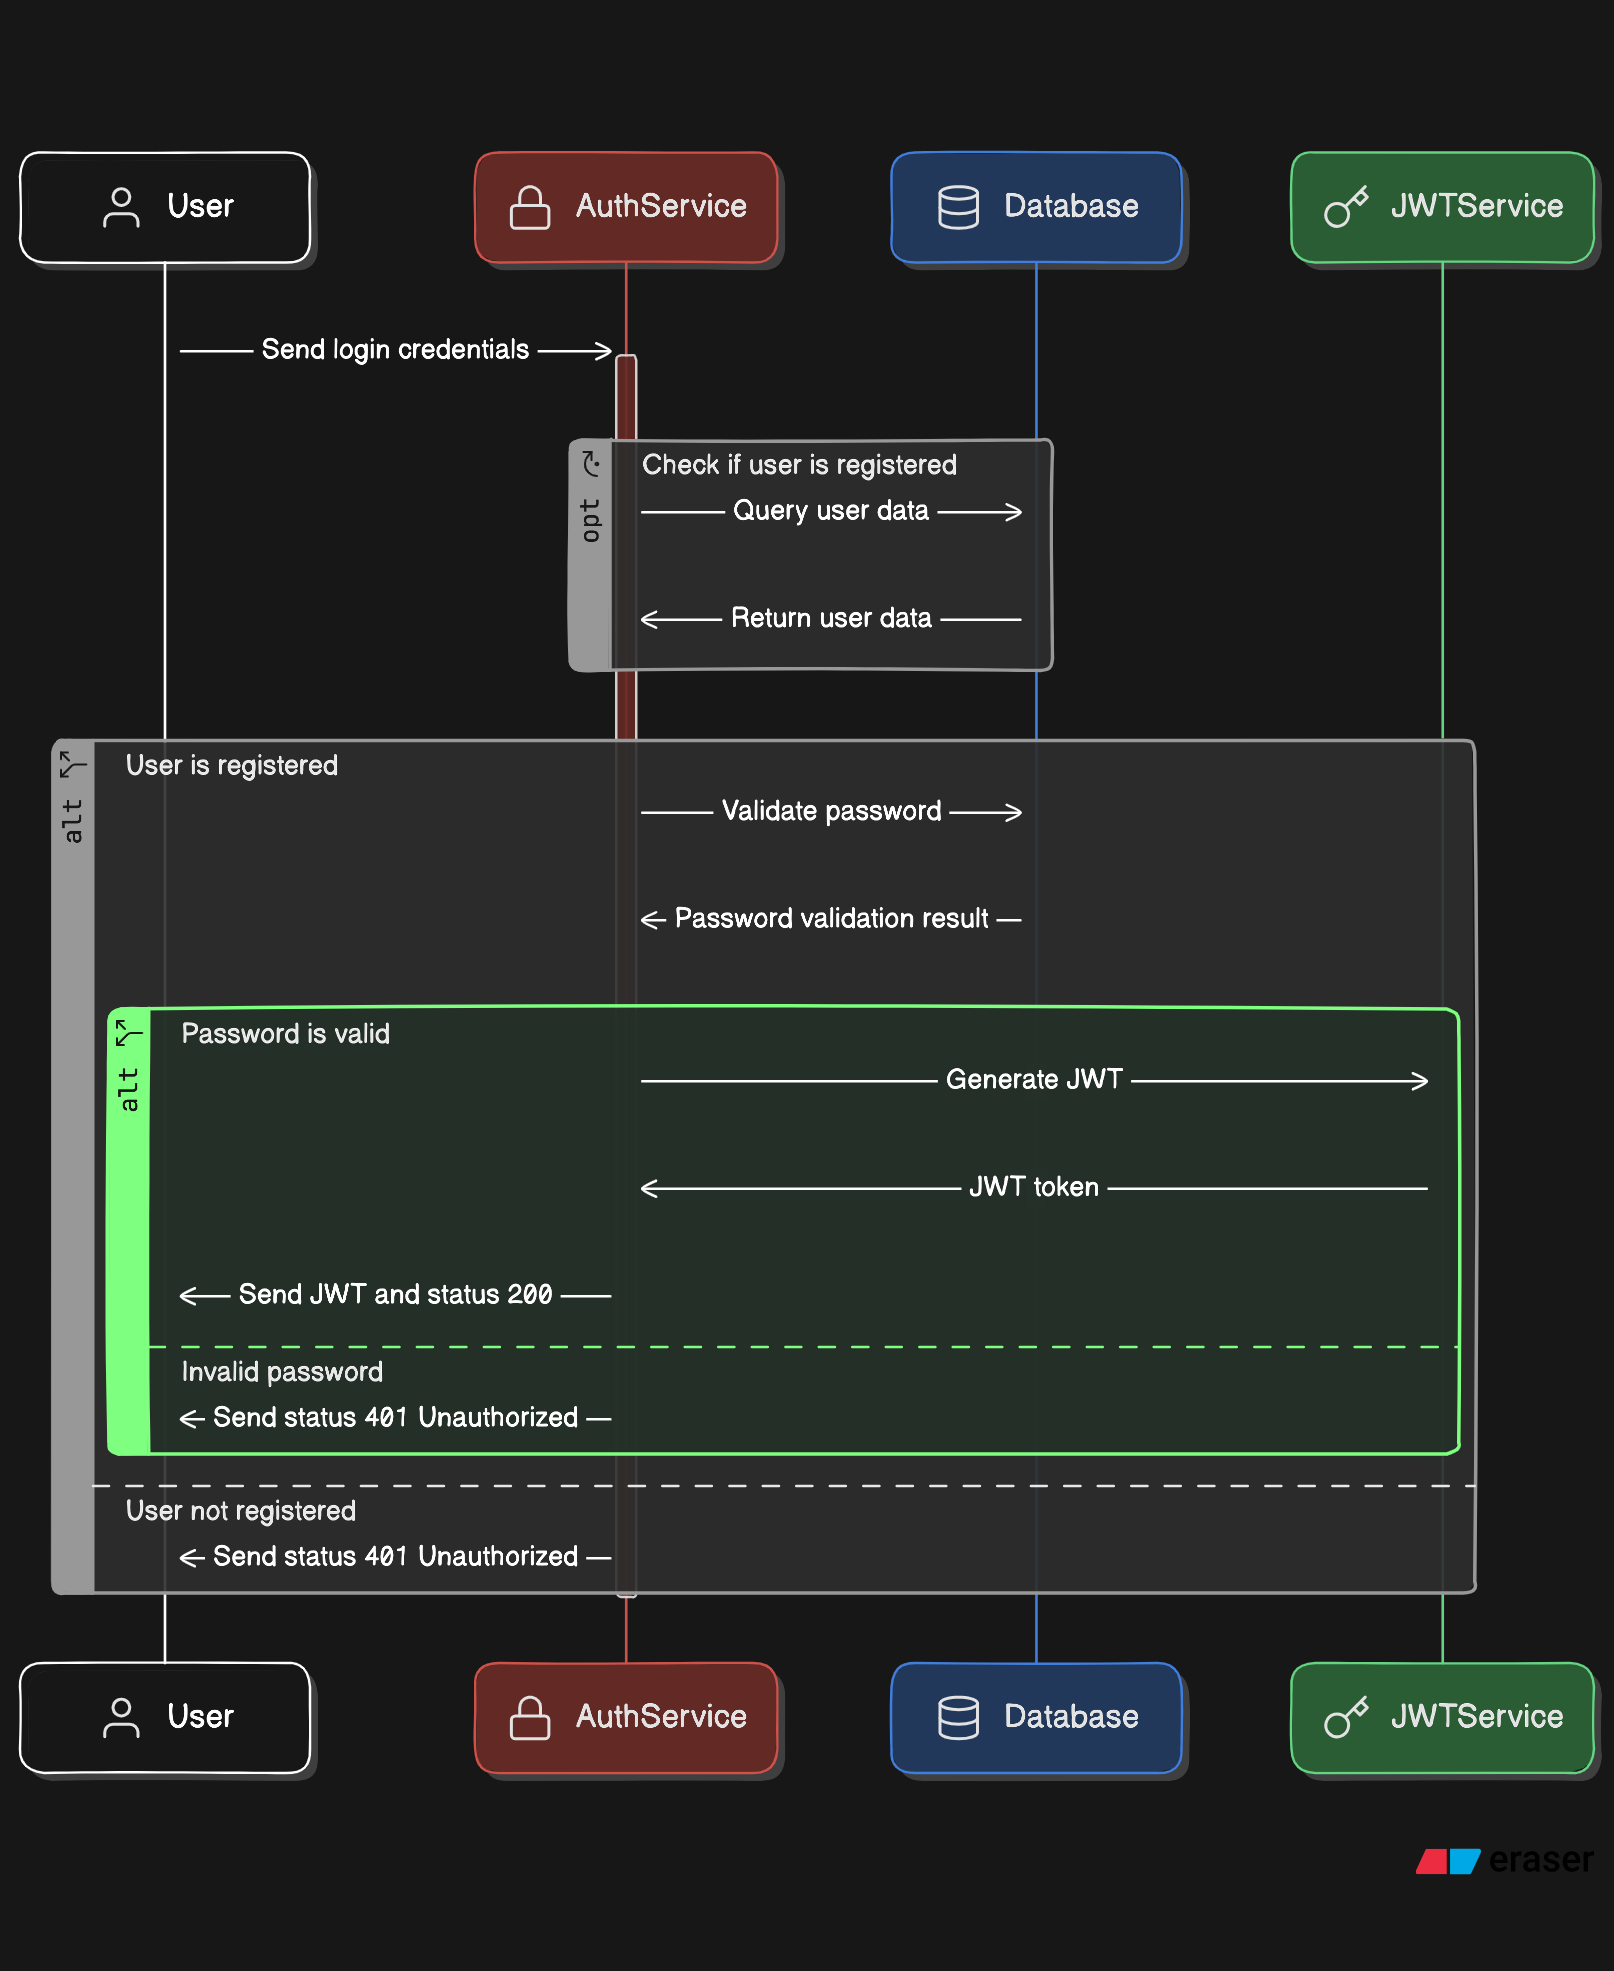 User
AuthService
Database
JWTService
Send login credentials
opt
Check if user is registered
Query user data
Return user data
alt
User is registered
Validate password
Password validation result
alt
Password is valid
Generate JWT
JWT token
Send JWT and status 200
Invalid password
Send status 401 Unauthorized
User not registered
Send status 401 Unauthorized
User
AuthService
Database
JWTService
eraser